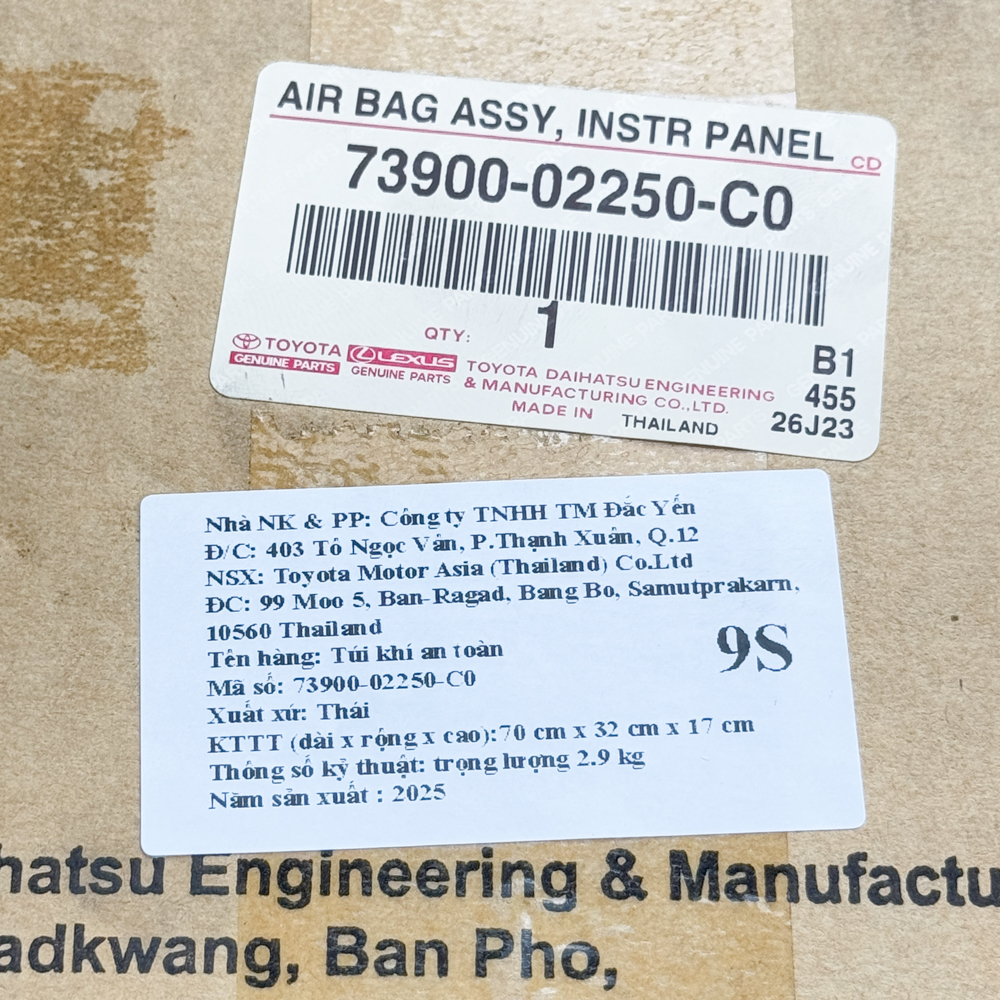 AIR BAG ASSY, INSTR PANEL CD
73900-02250-C0
QTY: 1
B1
TOYOTA
GENUINE PARTS
LEXUS
GENUINE PARTS
TOYOTA DAIHATSU ENGINEERING
& MANUFACTURING CO.,LTD.
MADE IN THAILAND
455
26J23
Nhà NK & PP: Công ty TNHH TM Đắc Yến
Đ/C: 403 Tô Ngọc Vân, P.Thạnh Xuân, Q.12
NSX: Toyota Motor Asia (Thailand) Co.Ltd
ĐC: 99 Moo 5, Ban-Ragad, Bang Bo, Samutprakarn,
10560 Thailand
Tên hàng: Túi khí an toàn
Mã số: 73900-02250-C0
Xuất xứ: Thái
KTTT (dài x rộng x cao):70 cm x 32 cm x 17 cm
Thông số kỹ thuật: trọng lượng 2.9 kg
Năm sản xuất : 2025
9S
hatsu Engineering & Manufactu
adkwang, Ban Pho,